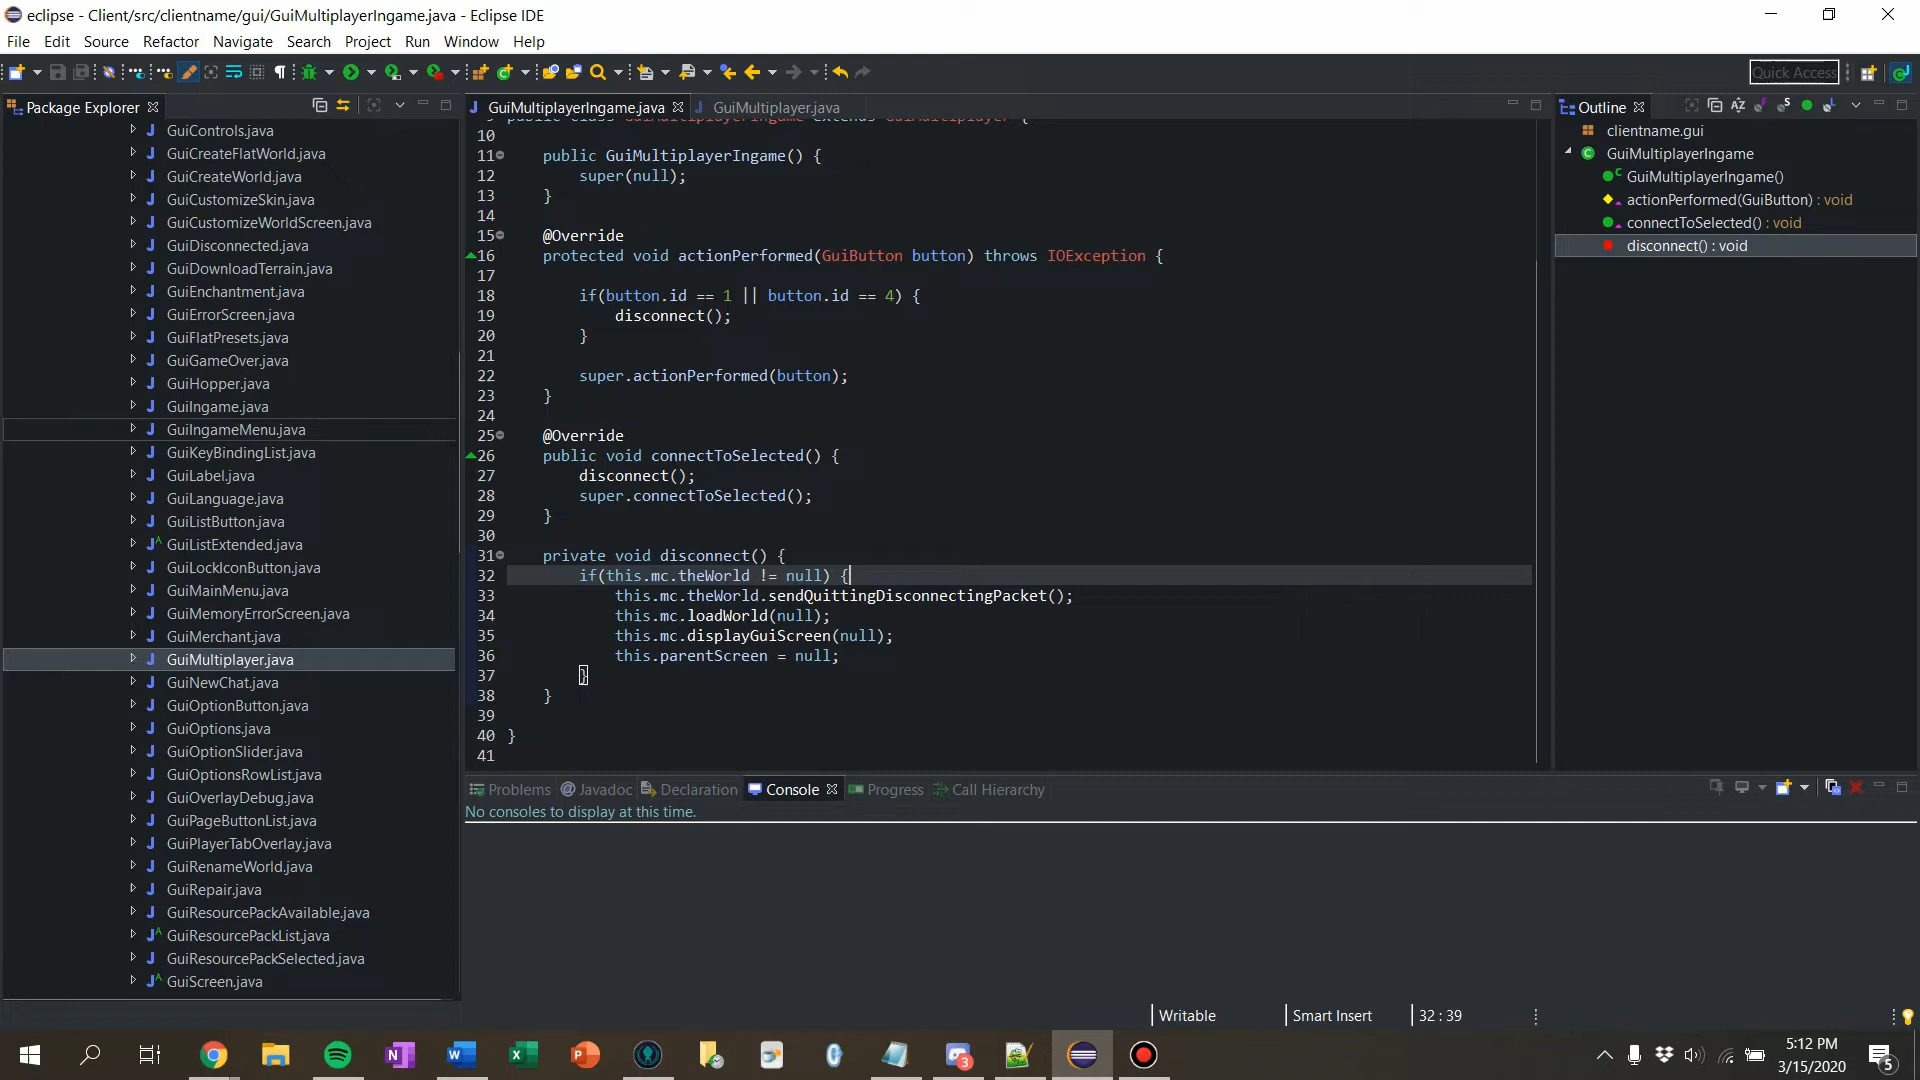 eclipse - Client/src/clientname/gui/GuiMultiplayerIngame.java - Eclipse IDE
File Edit Source Refactor Navigate Search Project Run Window Help
Quick Access
Package Explorer
GuiControls.java
GuiCreateFlatWorld.java
GuiCreateWorld.java
GuiCustomizeSkin.java
GuiCustomizeWorldScreen.java
GuiDisconnected.java
GuiDownloadTerrain.java
GuiEnchantment.java
GuiErrorScreen.java
GuiFlatPresets.java
GuiGameOver.java
GuiHopper.java
GuiIngame.java
GuiIngameMenu.java
GuiKeyBindingList.java
GuiLabel.java
GuiLanguage.java
GuiListButton.java
GuiListExtended.java
GuiLockIconButton.java
GuiMainMenu.java
GuiMemoryErrorScreen.java
GuiMerchant.java
GuiMultiplayer.java
GuiNewChat.java
GuiOptionButton.java
GuiOptions.java
GuiOptionSlider.java
GuiOptionsRowList.java
GuiOverlayDebug.java
GuiPageButtonList.java
GuiPlayerTabOverlay.java
GuiRenameWorld.java
GuiRepair.java
GuiResourcePackAvailable.java
GuiResourcePackList.java
GuiResourcePackSelected.java
GuiScreen.java
GuiMultiplayerIngame.java GuiMultiplayer.java
9 public class GuiMultiplayerIngame extends GuiMultiplayer {
10
11 public GuiMultiplayerIngame() {
12 super(null);
13 }
14
15 @Override
16 protected void actionPerformed(GuiButton button) throws IOException {
17
18 if(button.id == 1 || button.id == 4) {
19 disconnect();
20 }
21
22 super.actionPerformed(button);
23 }
24
25 @Override
26 public void connectToSelected() {
27 disconnect();
28 super.connectToSelected();
29 }
30
31 private void disconnect() {
32 if(this.mc.theWorld != null) {
33 this.mc.theWorld.sendQuittingDisconnectingPacket();
34 this.mc.loadWorld(null);
35 this.mc.displayGuiScreen(null);
36 this.parentScreen = null;
37 }
38 }
39
40 }
41
Problems @ Javadoc Declaration Console Progress Call Hierarchy
No consoles to display at this time.
Outline
clientname.gui
GuiMultiplayerIngame
GuiMultiplayerIngame()
actionPerformed(GuiButton) : void
connectToSelected() : void
disconnect() : void
Writable Smart Insert 32 : 39
5:12 PM
3/15/2020
3
5